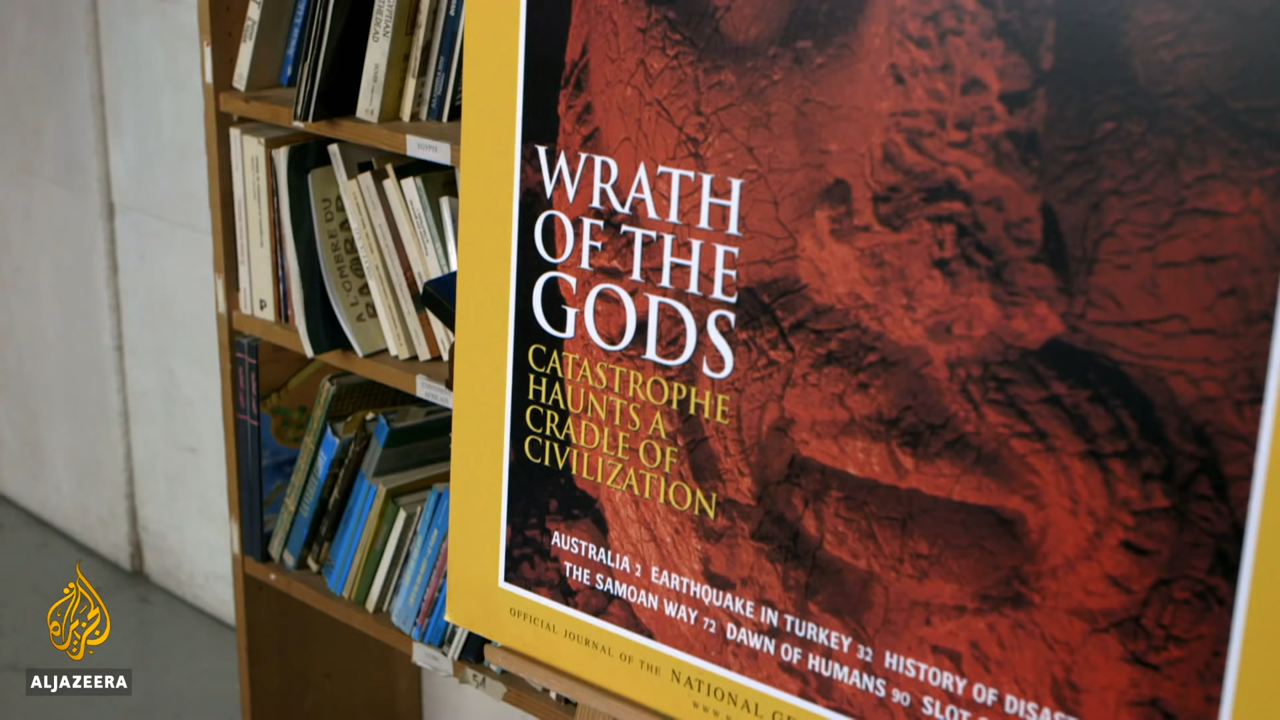 WRATH
OF THE
GODS
CATASTROPHE
HAUNTS A
CRADLE OF
CIVILIZATION
AUSTRALIA 2 EARTHQUAKE IN TURKEY 32 HISTORY OF
THE SAMOAN WAY 72 DAWN OF HUMANS 90 SLOT
OFFICIAL JOURNAL OF THE NATIONAL
A L'OMBRE DU
ALJAZEERA